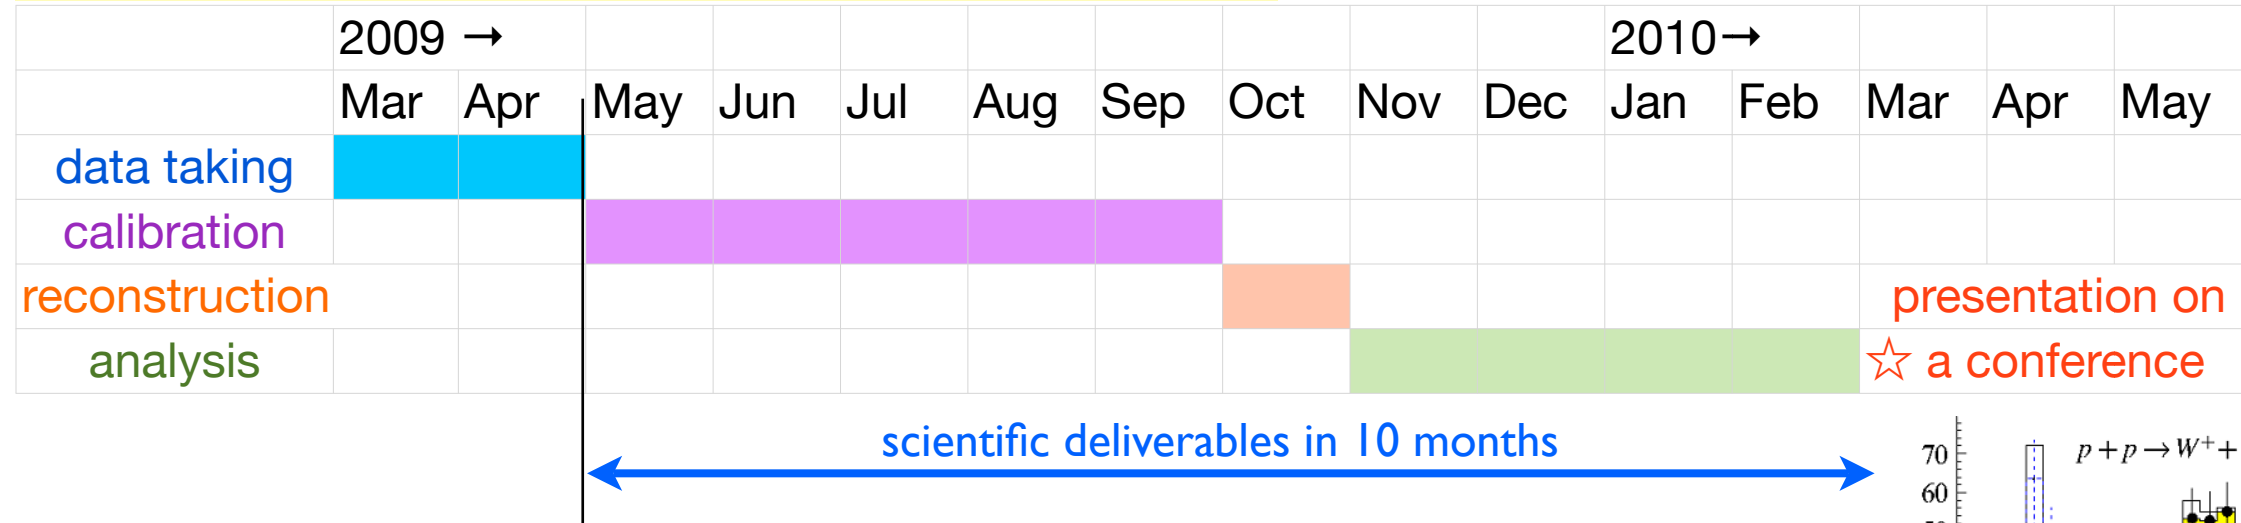 2009 → 2010→
Mar Apr May Jun Jul Aug Sep Oct Nov Dec Jan Feb Mar Apr May
data taking
calibration
reconstruction presentation on
analysis ☆ a conference
scientific deliverables in 10 months
70 p + p → W⁺ +
60